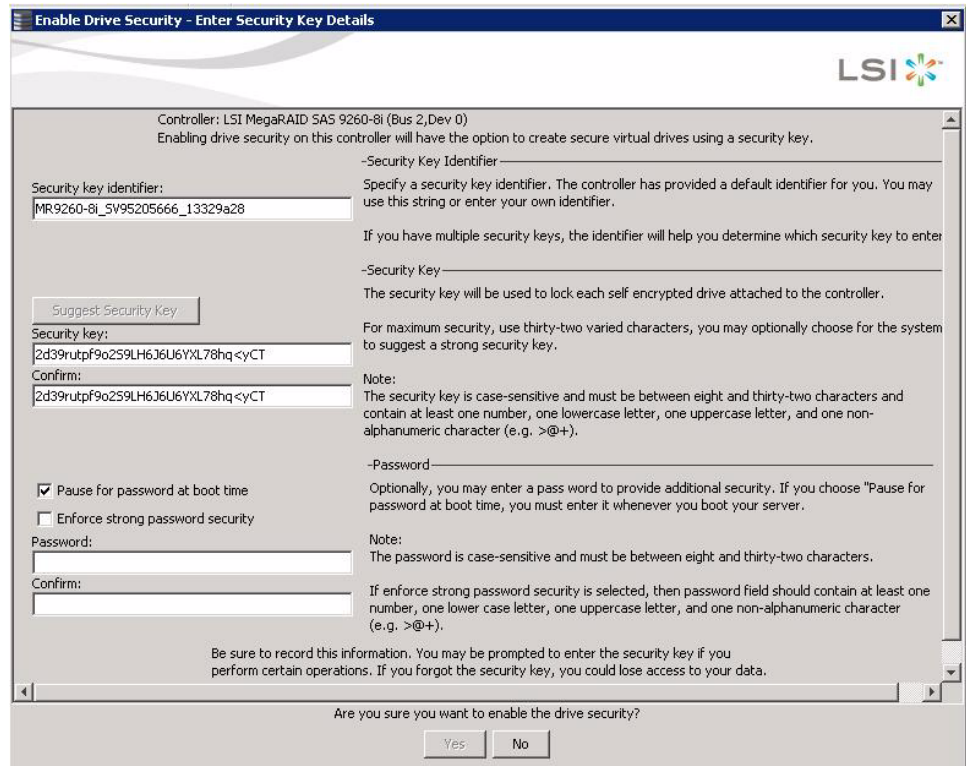 Enable Drive Security - Enter Security Key Details
LSI
Controller: LSI MegaRAID SAS 9260-8i (Bus 2,Dev 0)
Enabling drive security on this controller will have the option to create secure virtual drives using a security key.
Security Key Identifier
Security key identifier:
MR9260-8i_SV95205666_13329a28
Specify a security key identifier. The controller has provided a default identifier for you. You may
use this string or enter your own identifier.
If you have multiple security keys, the identifier will help you determine which security key to enter
Security Key
Suggest Security Key
Security key:
2d39rutpf9o2S9LH6J6U6YXL78hq<yCT
Confirm:
2d39rutpf9o2S9LH6J6U6YXL78hq<yCT
The security key will be used to lock each self encrypted drive attached to the controller.
For maximum security, use thirty-two varied characters, you may optionally choose for the system
to suggest a strong security key.
Note:
The security key is case-sensitive and must be between eight and thirty-two characters and
contain at least one number, one lowercase letter, one uppercase letter, and one non-
alphanumeric character (e.g. >@+).
Password
Pause for password at boot time
Enforce strong password security
Password:
Confirm:
Optionally, you may enter a pass word to provide additional security. If you choose "Pause for
password at boot time, you must enter it whenever you boot your server.
Note:
The password is case-sensitive and must be between eight and thirty-two characters.
If enforce strong password security is selected, then password field should contain at least one
number, one lower case letter, one uppercase letter, and one non-alphanumeric character
(e.g. >@+).
Be sure to record this information. You may be prompted to enter the security key if you
perform certain operations. If you forgot the security key, you could lose access to your data.
Are you sure you want to enable the drive security?
Yes
No